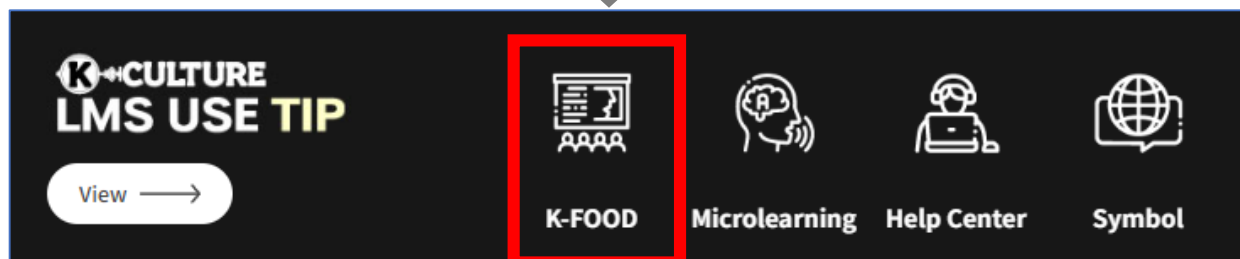 K CULTURE
LMS USE TIP
View
K-FOOD
Microlearning
Help Center
Symbol